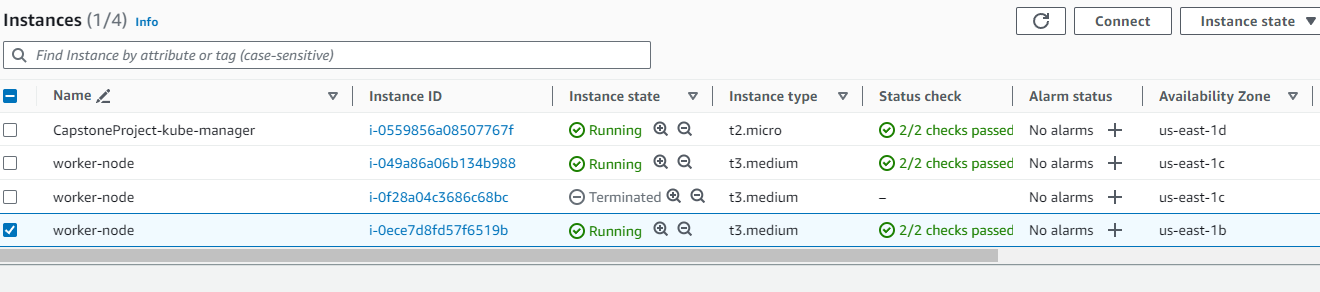 Instances (1/4) Info Connect Instance state
Find Instance by attribute or tag (case-sensitive)
Name Instance ID Instance state Instance type Status check Alarm status Availability Zone
CapstoneProject-kube-manager i-0559856a08507767f Running t2.micro 2/2 checks passed No alarms us-east-1d
worker-node i-049a86a06b134b988 Running t3.medium 2/2 checks passed No alarms us-east-1c
worker-node i-0f28a04c3686c68bc Terminated t3.medium – No alarms us-east-1c
worker-node i-0ece7d8fd57f6519b Running t3.medium 2/2 checks passed No alarms us-east-1b